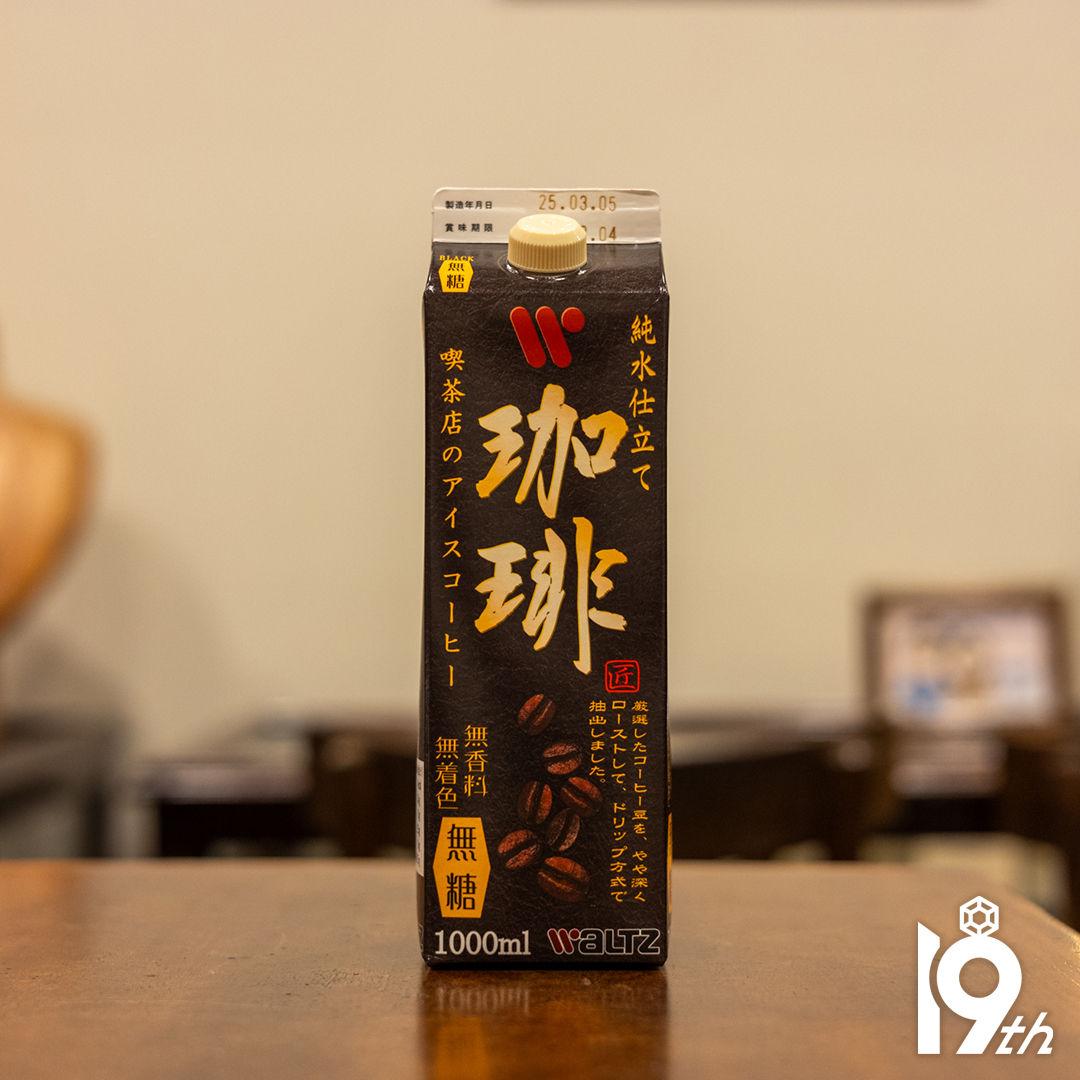 製造年月日 25.03.05
賞味期限 .04
BLACK
無糖
純水仕立て
珈琲
喫茶店のアイスコーヒー
匠
厳選したコーヒー豆を、やや深く
ローストして、ドリップ方式で
抽出しました。
無香料
無着色
無糖
1000ml WALTZ
19th